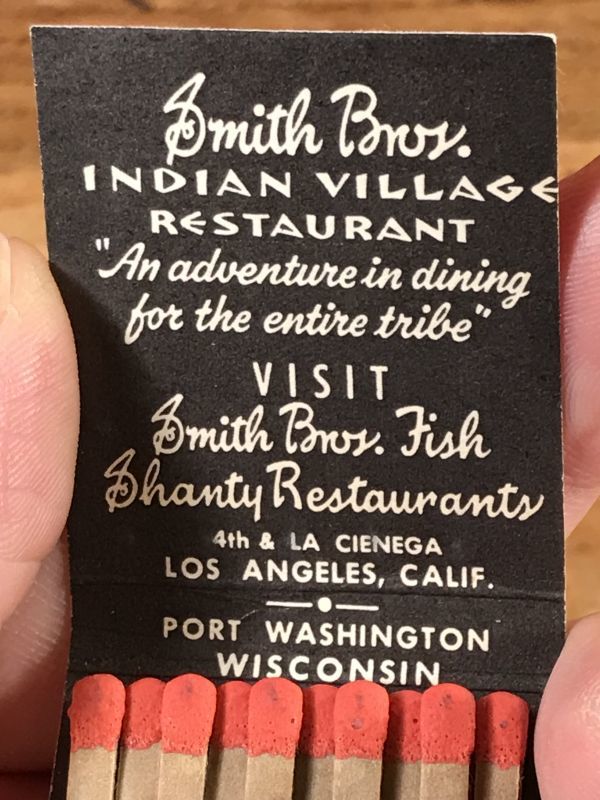 Smith Bros.
INDIAN VILLAGE
RESTAURANT
"An adventure in dining
for the entire tribe"
VISIT
Smith Bros. Fish
Shanty Restaurants
4th & LA CIENEGA
LOS ANGELES, CALIF.
PORT WASHINGTON
WISCONSIN